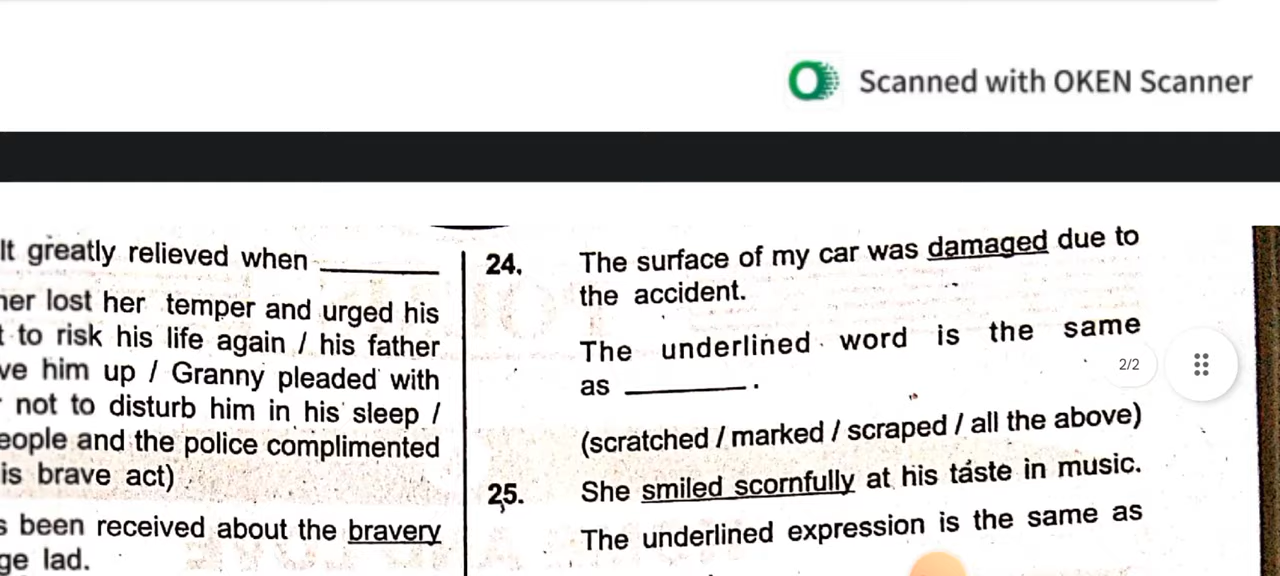 Scanned with OKEN Scanner
lt greatly relieved when ______
her lost her temper and urged his
t to risk his life again / his father
ve him up / Granny pleaded with
not to disturb him in his sleep /
eople and the police complimented
is brave act)
s been received about the bravery
ge lad.
24. The surface of my car was damaged due to
the accident.
The underlined word is the same
as ______ .
(scratched / marked / scraped / all the above)
25. She smiled scornfully at his taste in music.
The underlined expression is the same as
2/2